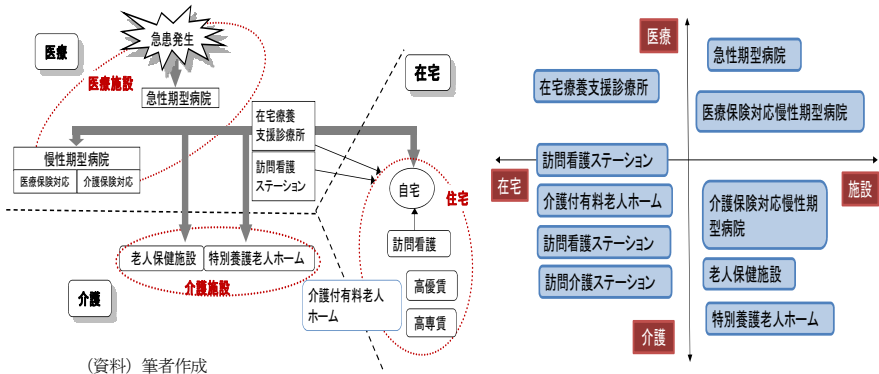 急患発生
医療
医療施設
急性期型病院
在宅
在宅療養
支援診療所
慢性期型病院
医療保険対応
介護保険対応
訪問看護
ステーション
自宅
住宅
訪問看護
老人保健施設
特別養護老人ホーム
介護施設
介護
介護付有料老人
ホーム
高優賃
高専賃
（資料）筆者作成
医療
急性期型病院
在宅療養支援診療所
医療保険対応慢性期型病院
訪問看護ステーション
在宅
施設
介護付有料老人ホーム
介護保険対応慢性期
型病院
訪問看護ステーション
訪問介護ステーション
老人保健施設
特別養護老人ホーム
介護